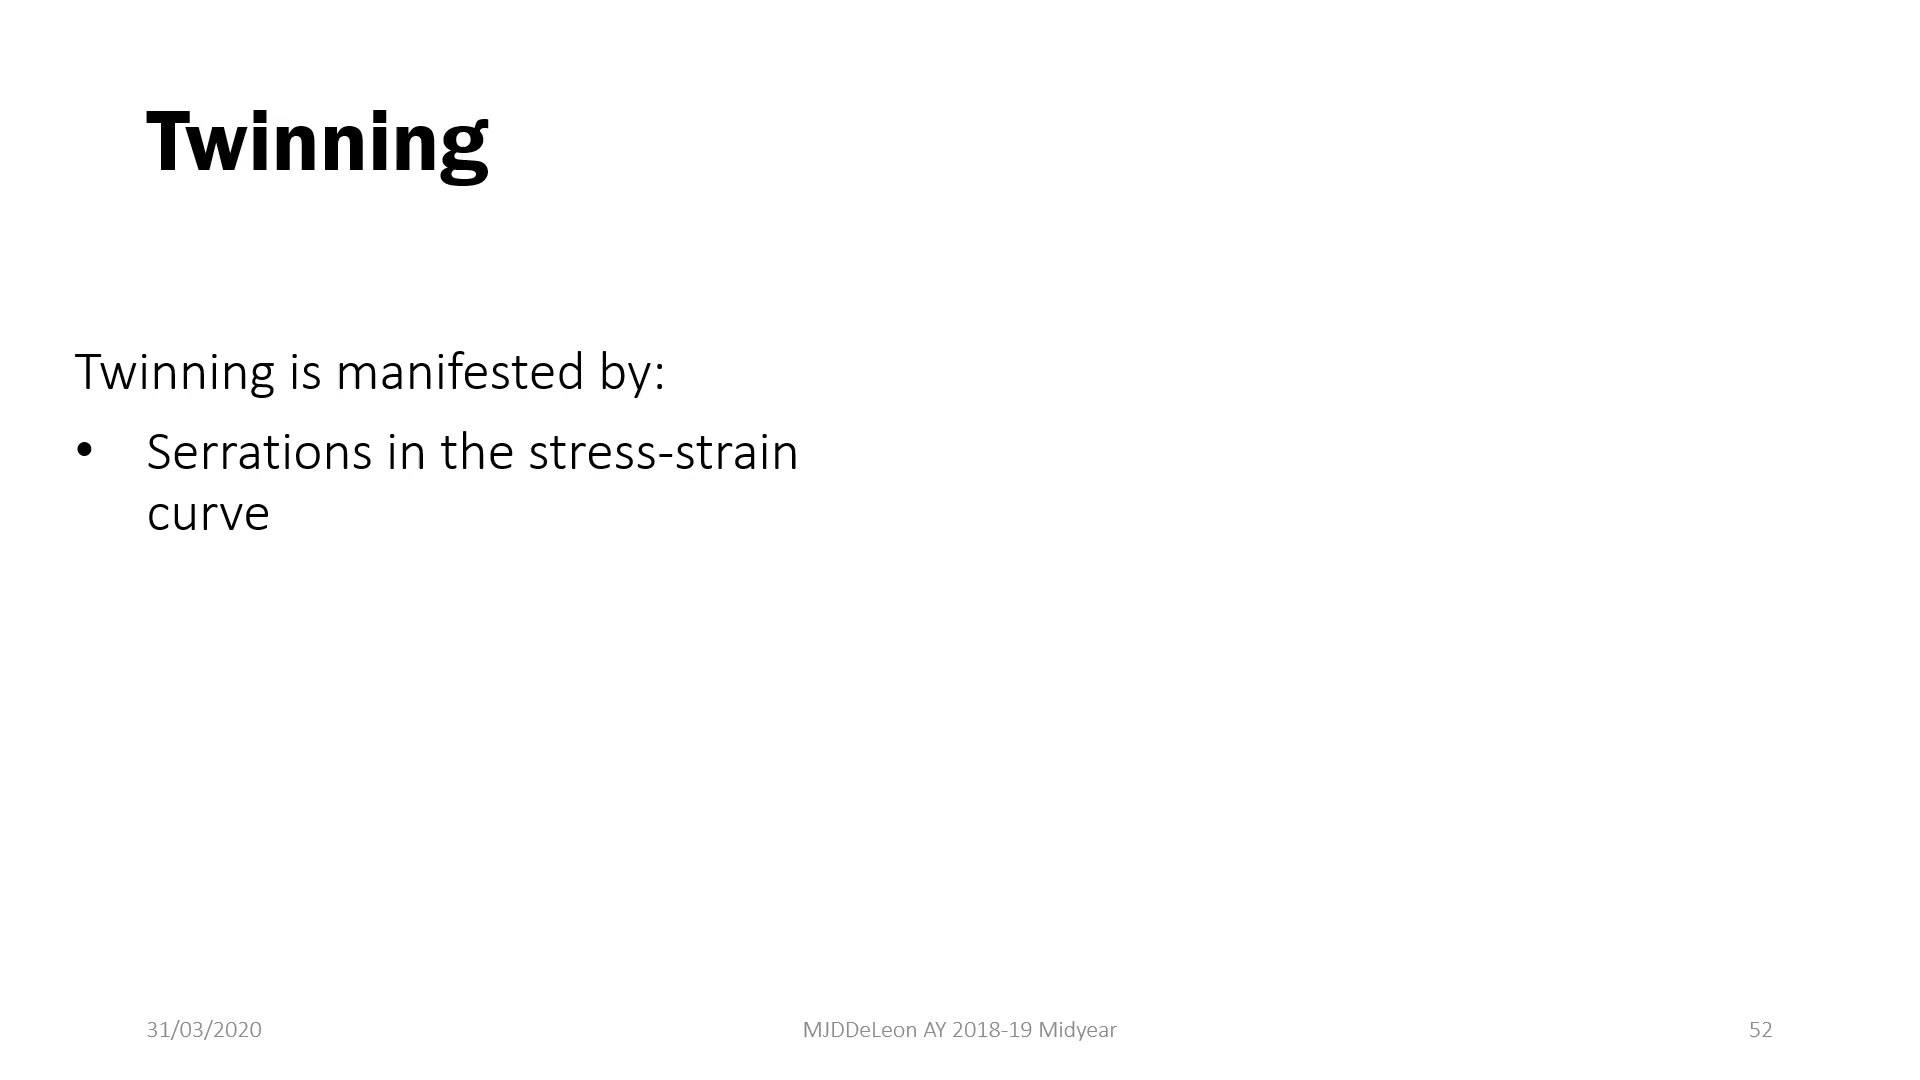 Twinning
Twinning is manifested by:
• Serrations in the stress-strain
curve
31/03/2020
MJDDeLeon AY 2018-19 Midyear
52